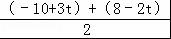 (－10+3t) + (8－2t)
2